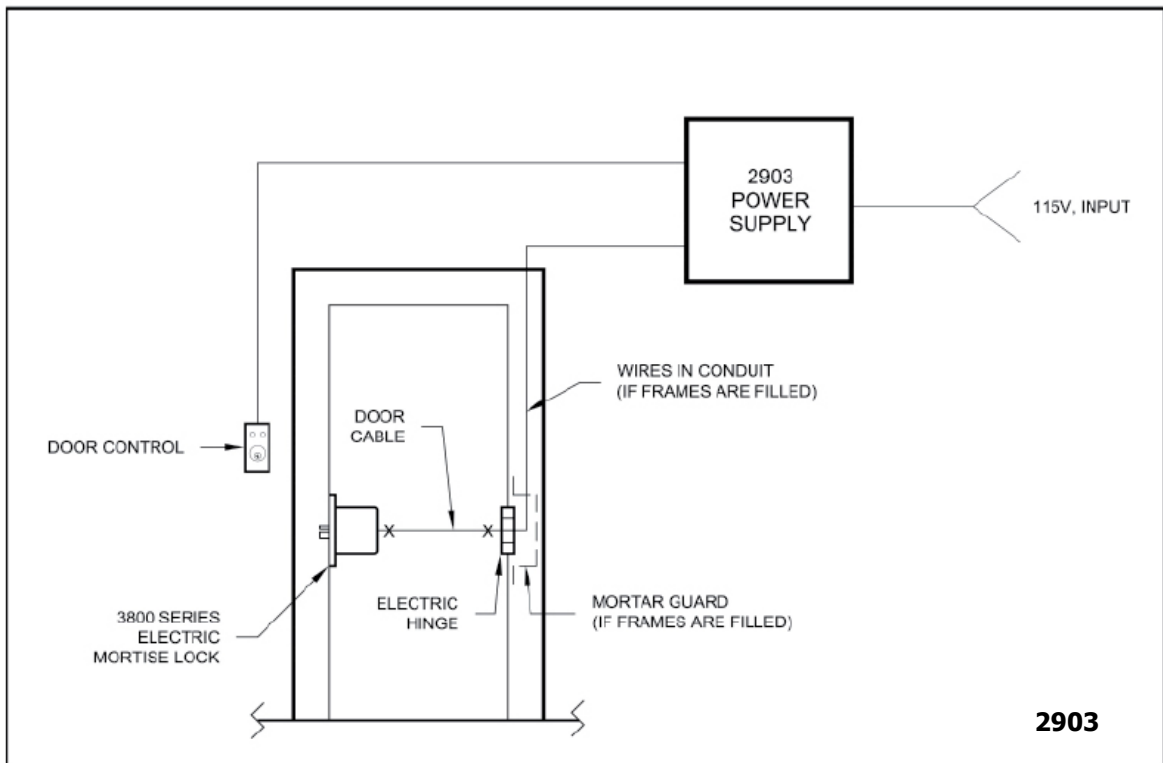 2903
POWER
SUPPLY
115V, INPUT
WIRES IN CONDUIT
(IF FRAMES ARE FILLED)
DOOR
CABLE
DOOR CONTROL
3800 SERIES
ELECTRIC
MORTISE LOCK
ELECTRIC
HINGE
MORTAR GUARD
(IF FRAMES ARE FILLED)
2903